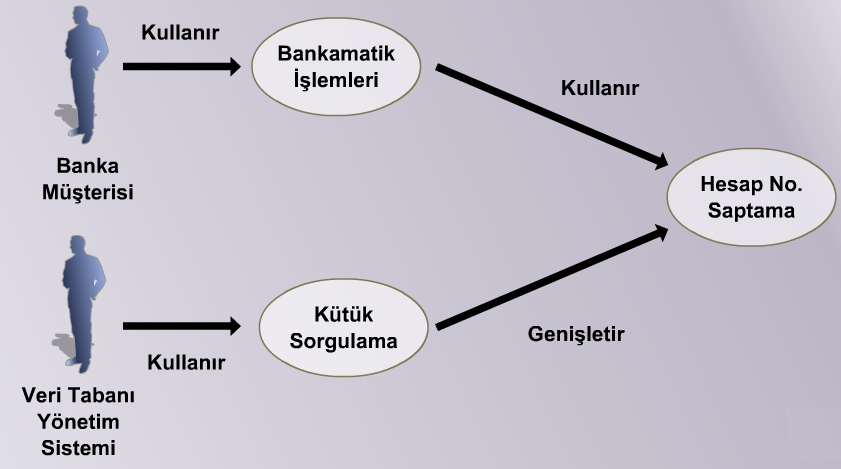 Kullanır
Bankamatik
İşlemleri
Kullanır
Banka
Müşterisi
Hesap No.
Saptama
Kütük
Sorgulama
Genişletir
Kullanır
Veri Tabanı
Yönetim
Sistemi